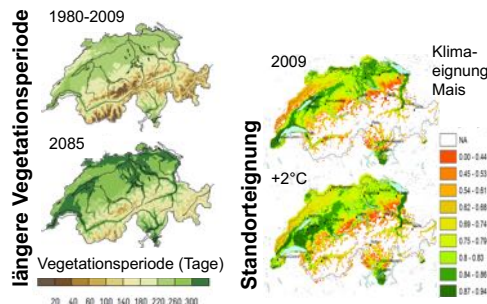 längere Vegetationsperiode
1980-2009
2085
Vegetationsperiode (Tage)
20 40 60 100 140 180 220 260 300
Standorteignung
2009
+2°C
Klima-
eignung
Mais
NA
0.00 - 0.44
0.45 - 0.53
0.54 - 0.61
0.62 - 0.68
0.69 - 0.74
0.75 - 0.79
0.8 - 0.83
0.84 - 0.86
0.87 - 0.94